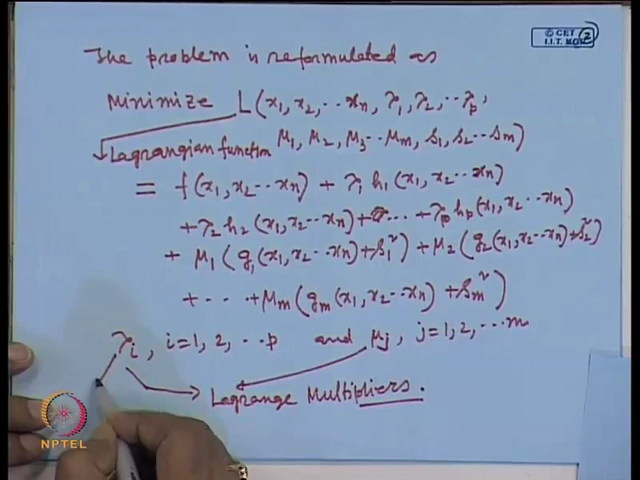 © CET
I.I.T. KGP
2
The problem is reformulated as
Minimize L(x₁, x₂, ·· xₙ, λ₁, λ₂, ·· λₚ,
μ₁, μ₂, μ₃ ·· μₘ, s₁, s₂ ·· sₘ)
Lagrangian function
= f(x₁, x₂ ·· xₙ) + λ₁ h₁(x₁, x₂ ·· xₙ)
+ λ₂ h₂(x₁, x₂ ·· xₙ) + ··· + λₚ hₚ(x₁, x₂ ·· xₙ)
+ μ₁(g₁(x₁, x₂ ·· xₙ) + s₁²) + μ₂(g₂(x₁, x₂ ·· xₙ) + s₂²)
+ ··· + μₘ(gₘ(x₁, x₂ ·· xₙ) + sₘ²)
λᵢ, i=1, 2, ·· p and μⱼ, j=1, 2, ··· m
Lagrange Multipliers.
NPTEL